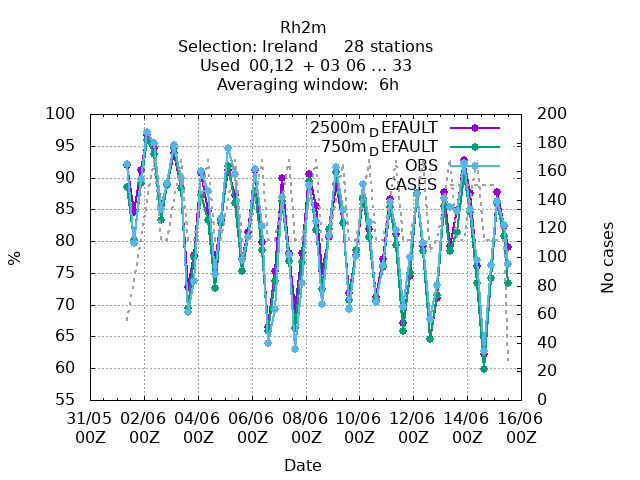 Rh2m
Selection: Ireland 28 stations
Used 00,12 + 03 06 ... 33
Averaging window: 6h
100
95
90
85
80
75
70
65
60
55
%
200
180
160
140
120
100
80
60
40
20
0
No cases
2500mDEFAULT
750mDEFAULT
OBS
CASES
31/05 02/06 04/06 06/06 08/06 10/06 12/06 14/06 16/06
00Z 00Z 00Z 00Z 00Z 00Z 00Z 00Z 00Z
Date